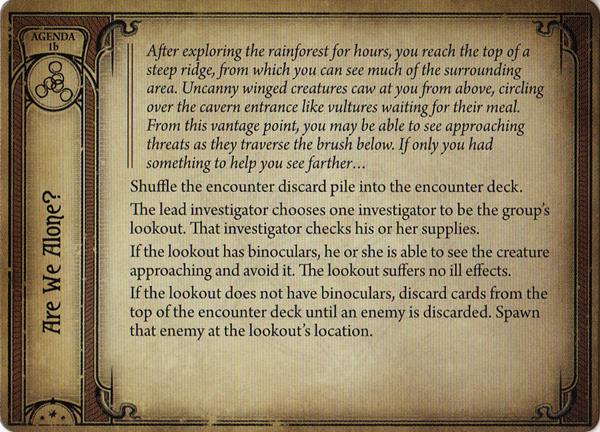 AGENDA
1b
Are We Alone?
After exploring the rainforest for hours, you reach the top of a
steep ridge, from which you can see much of the surrounding
area. Uncanny winged creatures caw at you from above, circling
over the cavern entrance like vultures waiting for their meal.
From this vantage point, you may be able to see approaching
threats as they traverse the brush below. If only you had
something to help you see farther…
Shuffle the encounter discard pile into the encounter deck.
The lead investigator chooses one investigator to be the group's
lookout. That investigator checks his or her supplies.
If the lookout has binoculars, he or she is able to see the creature
approaching and avoid it. The lookout suffers no ill effects.
If the lookout does not have binoculars, discard cards from the
top of the encounter deck until an enemy is discarded. Spawn
that enemy at the lookout's location.